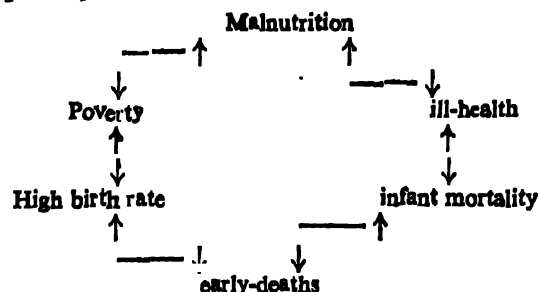 Malnutrition
Poverty
ill-health
High birth rate
infant mortality
early-deaths